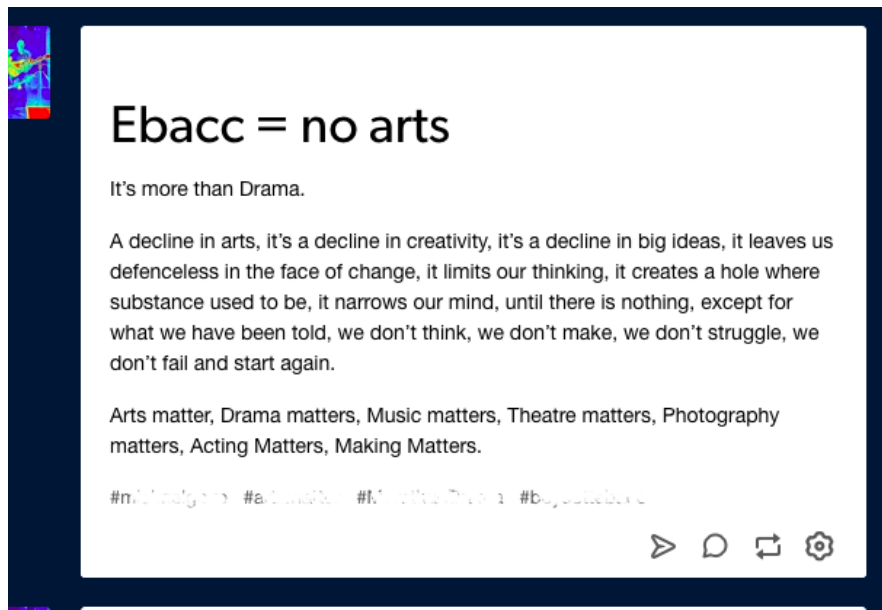 Ebacc = no arts
It's more than Drama.
A decline in arts, it's a decline in creativity, it's a decline in big ideas, it leaves us
defenceless in the face of change, it limits our thinking, it creates a hole where
substance used to be, it narrows our mind, until there is nothing, except for
what we have been told, we don't think, we don't make, we don't struggle, we
don't fail and start again.
Arts matter, Drama matters, Music matters, Theatre matters, Photography
matters, Acting Matters, Making Matters.